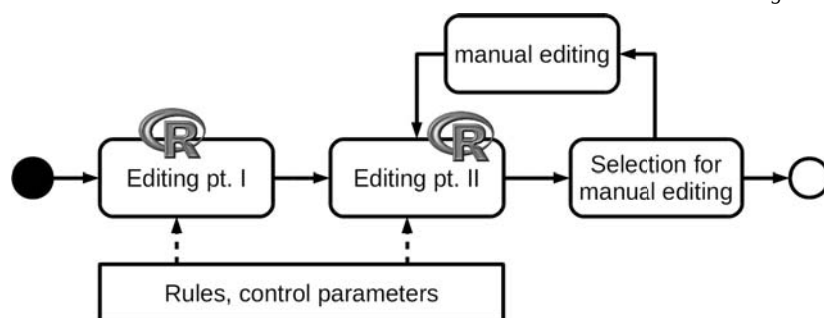 manual editing
R
R
Editing pt. I
Editing pt. II
Selection for
manual editing
Rules, control parameters